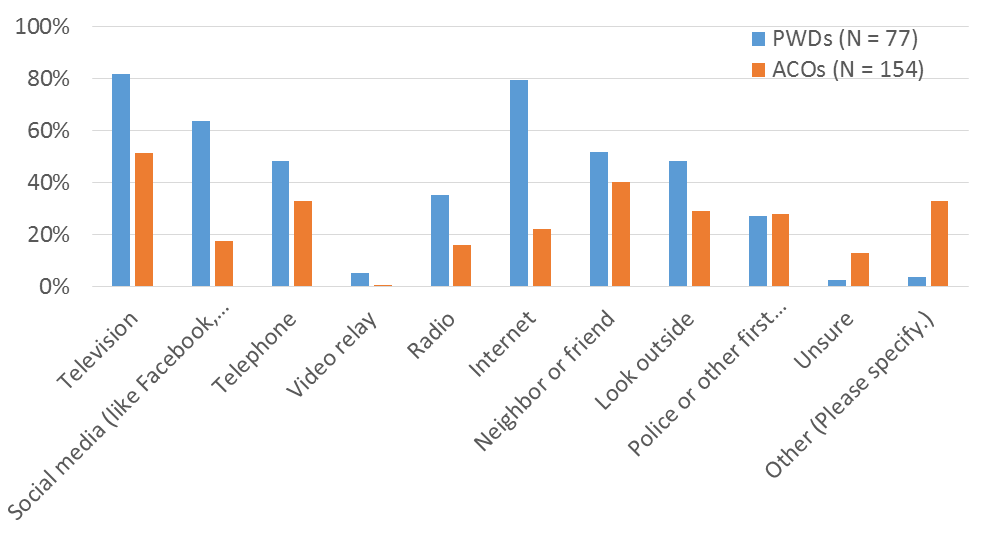 100%
80%
60%
40%
20%
0%
PWDs (N = 77)
ACOs (N = 154)
Television
Social media (like Facebook,...
Telephone
Video relay
Radio
Internet
Neighbor or friend
Look outside
Police or other first...
Unsure
Other (Please specify.)